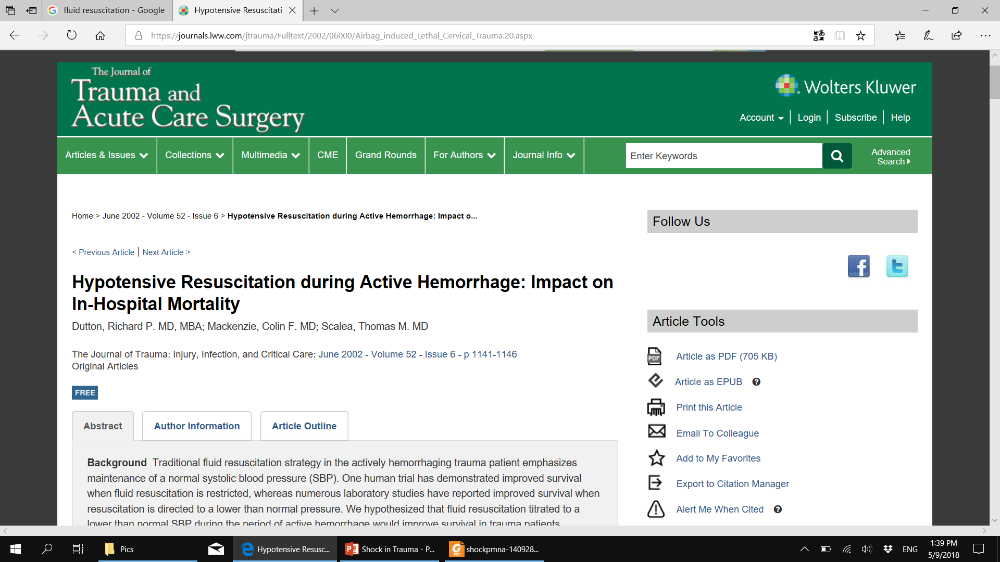 fluid resuscitation - Google
Hypotensive Resuscitati
https://journals.lww.com/jtrauma/Fulltext/2002/06000/Airbag_induced_Lethal_Cervical_Trauma.20.aspx
The Journal of
Trauma and
Acute Care Surgery
Wolters Kluwer
Account | Login | Subscribe | Help
Articles & Issues Collections Multimedia CME Grand Rounds For Authors Journal Info
Enter Keywords
Advanced
Search
Home > June 2002 - Volume 52 - Issue 6 > Hypotensive Resuscitation during Active Hemorrhage: Impact o...
< Previous Article | Next Article >
Hypotensive Resuscitation during Active Hemorrhage: Impact on
In-Hospital Mortality
Dutton, Richard P. MD, MBA; Mackenzie, Colin F. MD; Scalea, Thomas M. MD
The Journal of Trauma: Injury, Infection, and Critical Care: June 2002 - Volume 52 - Issue 6 - p 1141-1146
Original Articles
FREE
Abstract
Author Information
Article Outline
Background Traditional fluid resuscitation strategy in the actively hemorrhaging trauma patient emphasizes
maintenance of a normal systolic blood pressure (SBP). One human trial has demonstrated improved survival
when fluid resuscitation is restricted, whereas numerous laboratory studies have reported improved survival when
resuscitation is directed to a lower than normal pressure. We hypothesized that fluid resuscitation titrated to a
lower than normal SBP during the period of active hemorrhage would improve survival in trauma patients
Follow Us
Article Tools
PDF
Article as PDF (705 KB)
Article as EPUB
Print this Article
Email To Colleague
Add to My Favorites
Export to Citation Manager
Alert Me When Cited
Pics
Hypotensive Resusc...
Shock in Trauma - P...
shockpmna-140928...
ENG
1:39 PM
5/9/2018